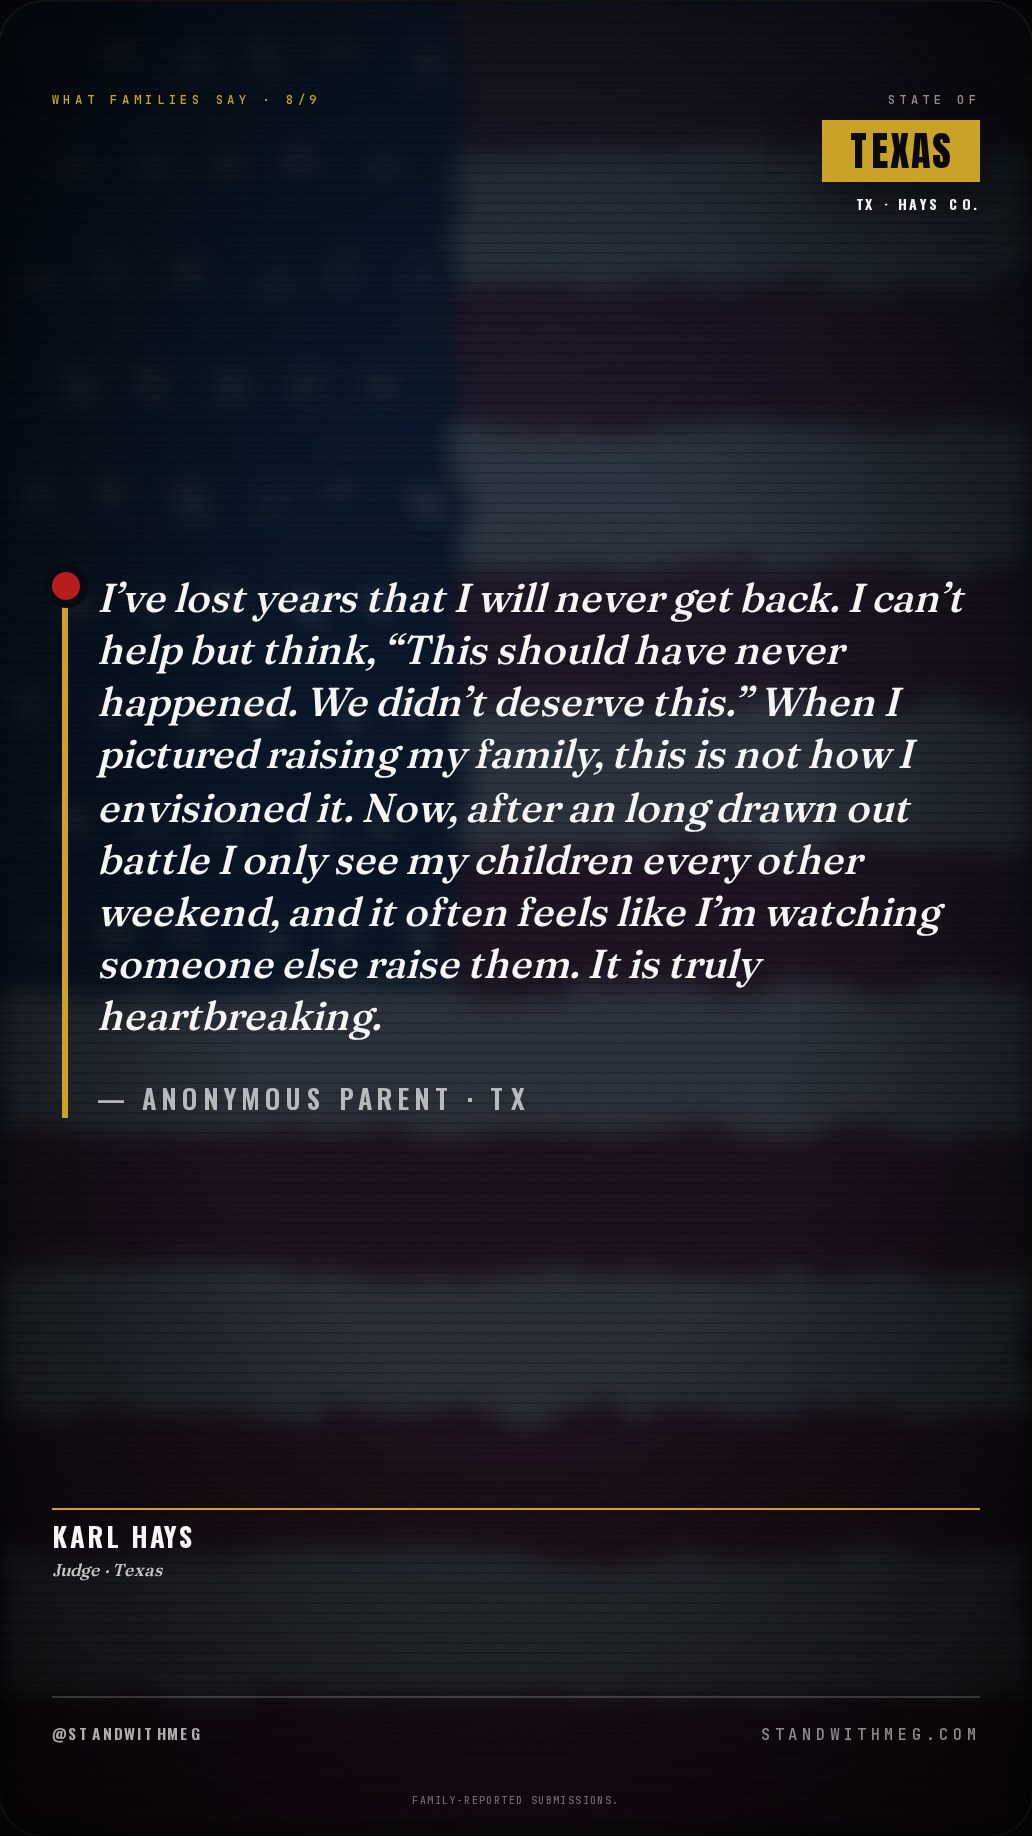 WHAT FAMILIES SAY · 8/9
STATE OF
TEXAS
TX · HAYS CO.
I’ve lost years that I will never get back. I can’t
help but think, “This should have never
happened. We didn’t deserve this.” When I
pictured raising my family, this is not how I
envisioned it. Now, after an long drawn out
battle I only see my children every other
weekend, and it often feels like I’m watching
someone else raise them. It is truly
heartbreaking.
— ANONYMOUS PARENT · TX
KARL HAYS
Judge · Texas
@STANDWITHMEG
STANDWITHMEG.COM
FAMILY-REPORTED SUBMISSIONS.